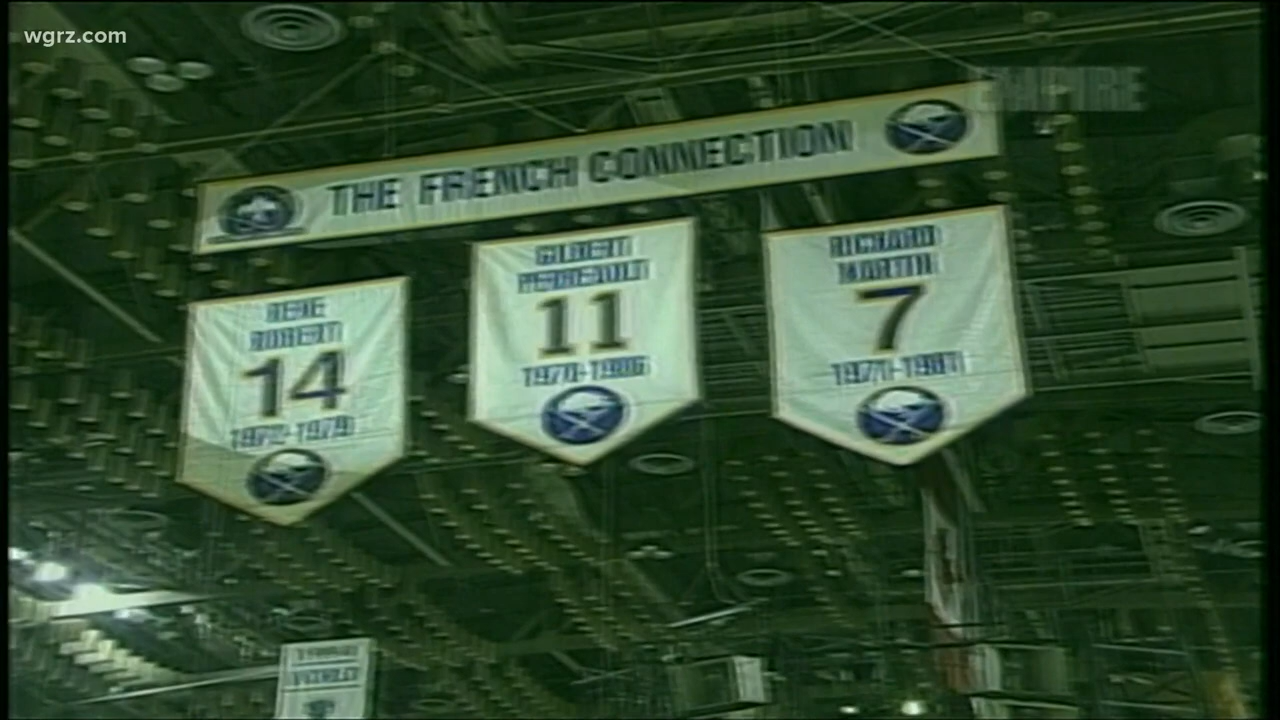 wgrz.com
EMPIRE
THE FRENCH CONNECTION
RENE
ROBERT
14
1972-1979
GILBERT
PERREAULT
11
1970-1986
RICHARD
MARTIN
7
1971-1981